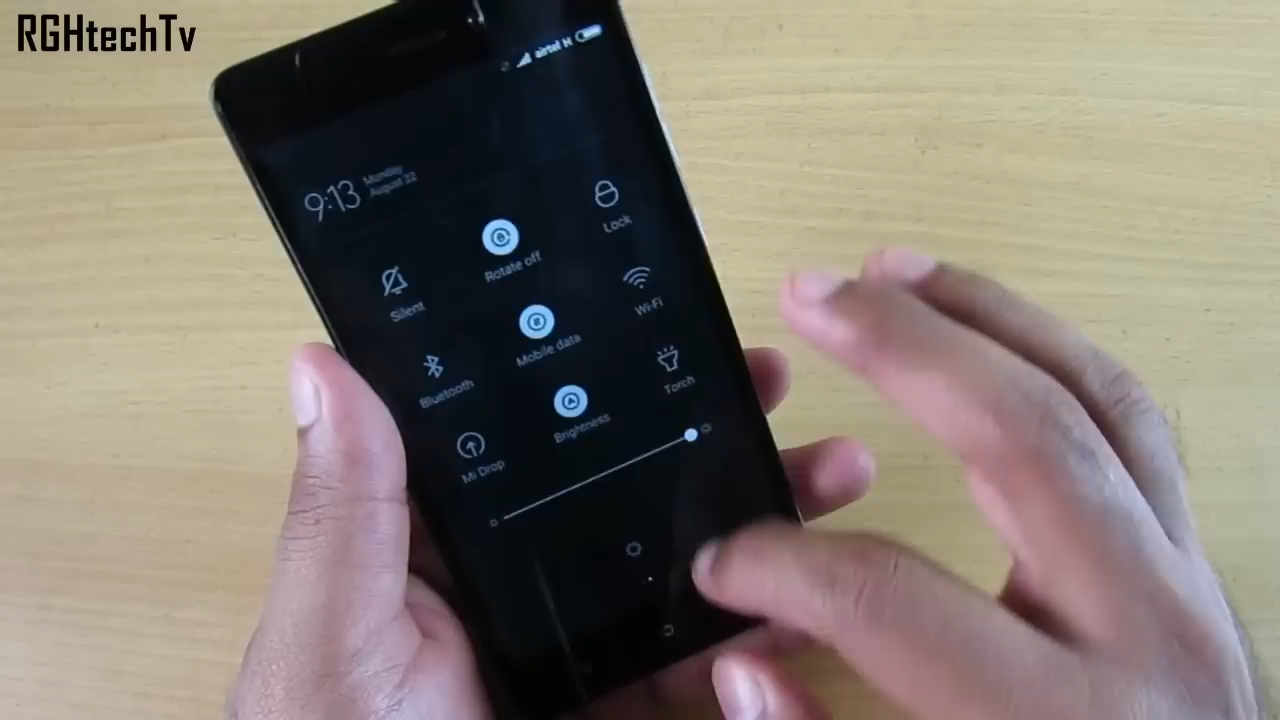 RGHtechTv
airtel H
9:13
Monday
August 22
Silent
Rotate off
Lock
Bluetooth
Mobile data
Wi-Fi
Mi Drop
Brightness
Torch